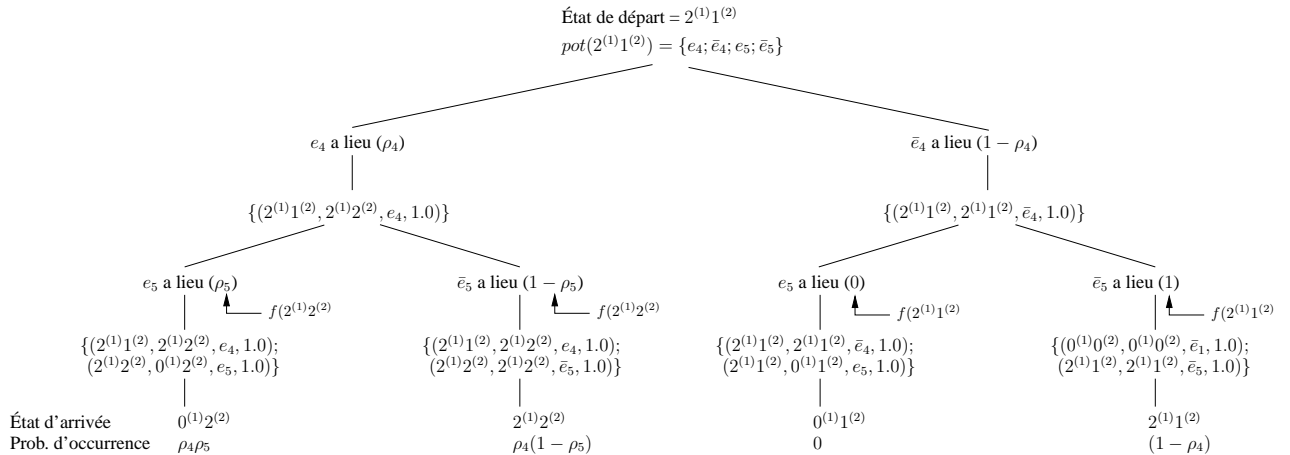 État de départ = 2^{(1)}1^{(2)}
pot(2^{(1)}1^{(2)}) = {e_4; ē_4; e_5; ē_5}
e_4 a lieu (ρ_4)
ē_4 a lieu (1 − ρ_4)
{(2^{(1)}1^{(2)}, 2^{(1)}2^{(2)}, e_4, 1.0)}
{(2^{(1)}1^{(2)}, 2^{(1)}1^{(2)}, ē_4, 1.0)}
e_5 a lieu (ρ_5)
ē_5 a lieu (1 − ρ_5)
e_5 a lieu (0)
ē_5 a lieu (1)
f(2^{(1)}2^{(2)}
f(2^{(1)}2^{(2)}
f(2^{(1)}1^{(2)}
f(2^{(1)}1^{(2)}
{(2^{(1)}1^{(2)}, 2^{(1)}2^{(2)}, e_4, 1.0);
(2^{(1)}2^{(2)}, 0^{(1)}2^{(2)}, e_5, 1.0)}
{(2^{(1)}1^{(2)}, 2^{(1)}2^{(2)}, e_4, 1.0);
(2^{(1)}2^{(2)}, 2^{(1)}2^{(2)}, ē_5, 1.0)}
{(2^{(1)}1^{(2)}, 2^{(1)}1^{(2)}, ē_4, 1.0);
(2^{(1)}1^{(2)}, 0^{(1)}1^{(2)}, e_5, 1.0)}
{(0^{(1)}0^{(2)}, 0^{(1)}0^{(2)}, ē_1, 1.0);
(2^{(1)}1^{(2)}, 2^{(1)}1^{(2)}, ē_5, 1.0)}
État d'arrivée 0^{(1)}2^{(2)} 2^{(1)}2^{(2)} 0^{(1)}1^{(2)} 2^{(1)}1^{(2)}
Prob. d'occurrence ρ_4ρ_5 ρ_4(1 − ρ_5) 0 (1 − ρ_4)